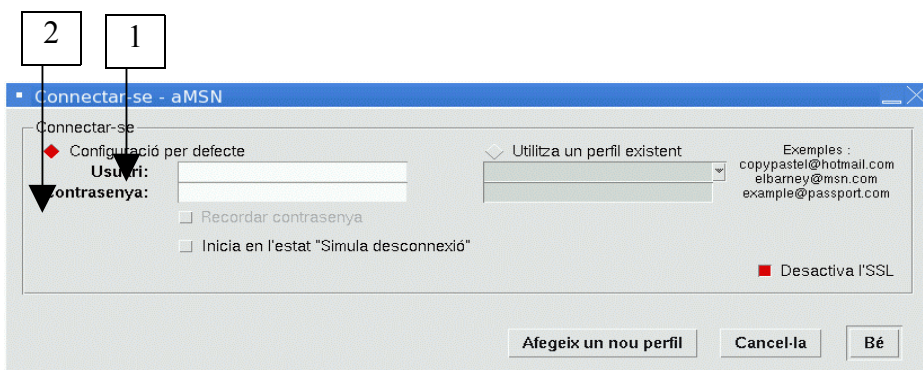 2 1
Connectar-se - aMSN
Connectar-se
Configuració per defecte
Utilitza un perfil existent
Exemples :
copypastel@hotmail.com
elbarney@msn.com
example@passport.com
Usuari:
Contrasenya:
Recordar contrasenya
Inicia en l'estat "Simula desconnexió"
Desactiva l'SSL
Afegeix un nou perfil
Cancel·la
Bé